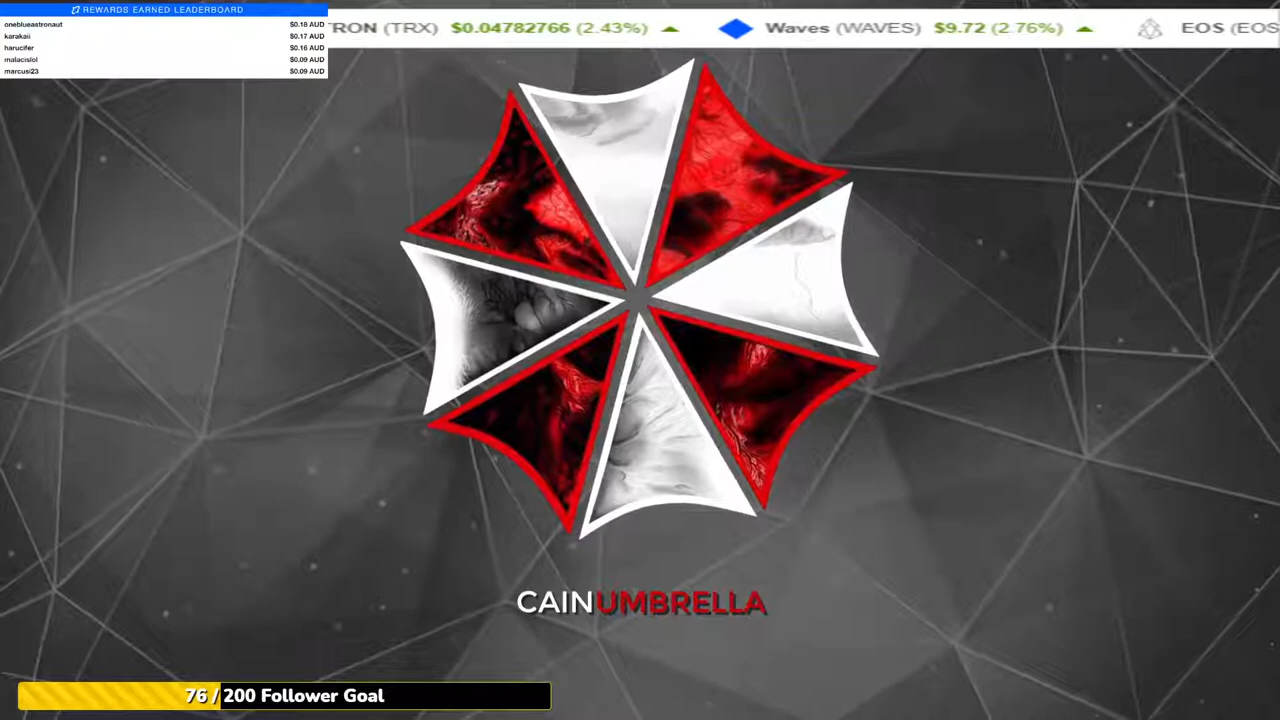 REWARDS EARNED LEADERBOARD
oneblueastronaut $0.18 AUD
karakaii $0.17 AUD
harucifer $0.16 AUD
malacislol $0.09 AUD
marcusi23 $0.09 AUD
TRON (TRX) $0.04782766 (2.43%) Waves (WAVES) $9.72 (2.76%) EOS (EOS
CAINUMBRELLA
76 / 200 Follower Goal